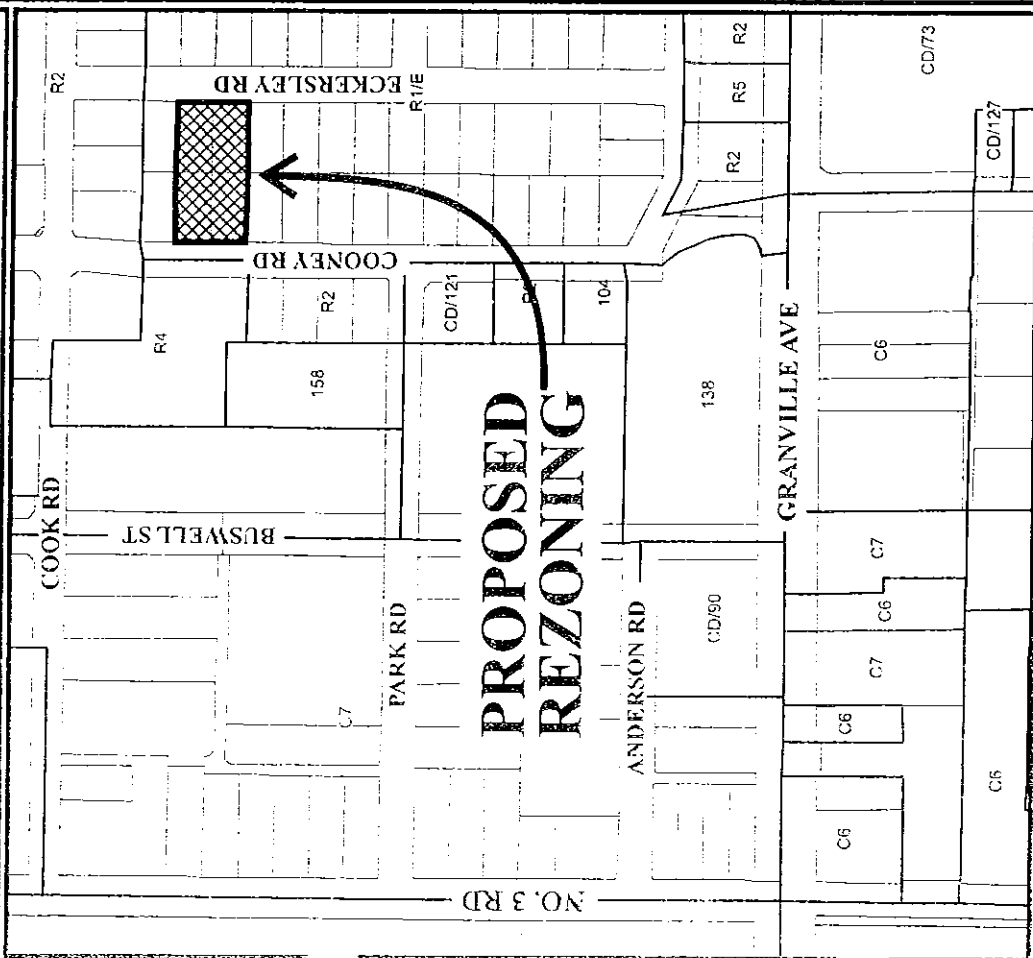 R2
ECKERSLEY RD
R1/E
R2
R5
R2
CD/73
CD/127
COONEY RD
R4
R2
CD/121
104
158
138
GRANVILLE AVE
C6
COOK RD
BUSWELL ST
PROPOSED
REZONING
PARK RD
ANDERSON RD
CD/90
C7
C7
C6
C7
C6
C6
C6
NO. 3 RD